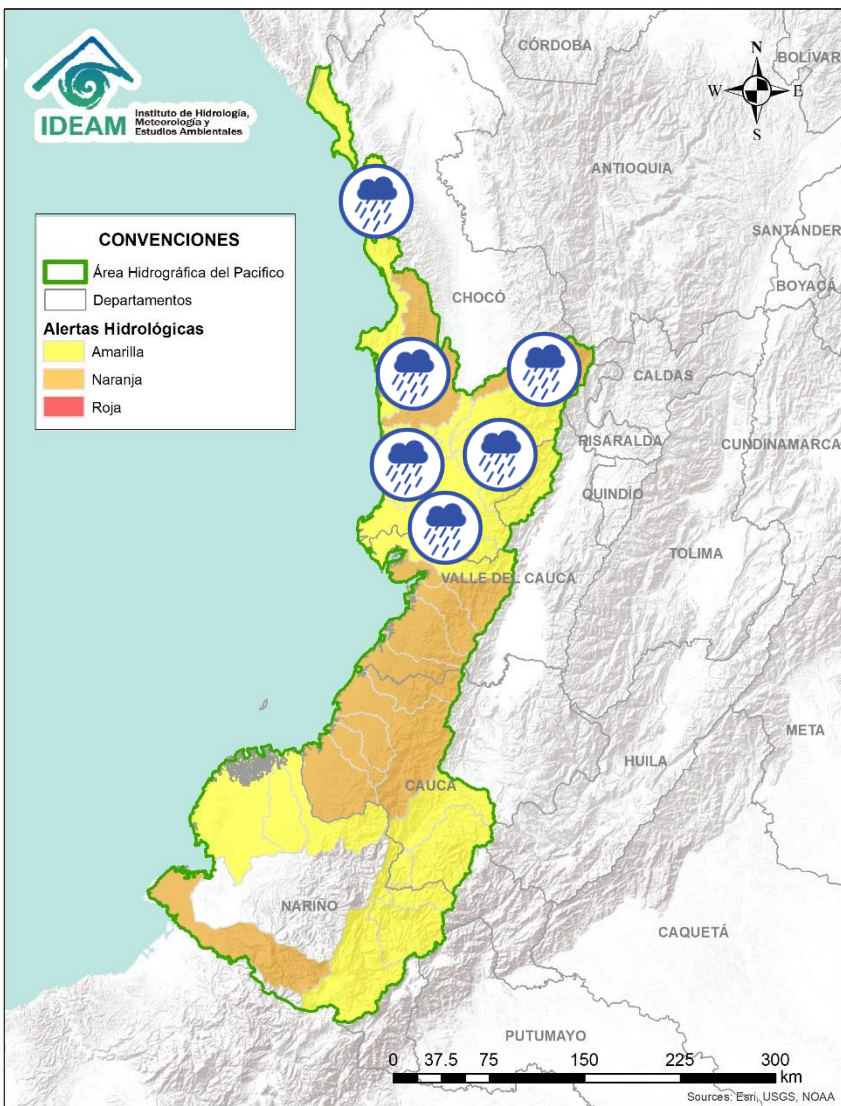 IDEAM
Instituto de Hidrología,
Meteorología y
Estudios Ambientales
CÓRDOBA
BOLÍVAR
N
W
E
S
ANTIOQUIA
SANTANDER
BOYACÁ
CONVENCIONES
Área Hidrográfica del Pacifico
Departamentos
Alertas Hidrológicas
Amarilla
Naranja
Roja
CHOCÓ
CALDAS
RISARALDA
CUNDINAMARCA
QUINDÍO
TOLIMA
VALLE DEL CAUCA
META
HUILA
CAUCA
NARIÑO
CAQUETÁ
PUTUMAYO
0 37.5 75 150 225 300
km
Sources: Esri, USGS, NOAA